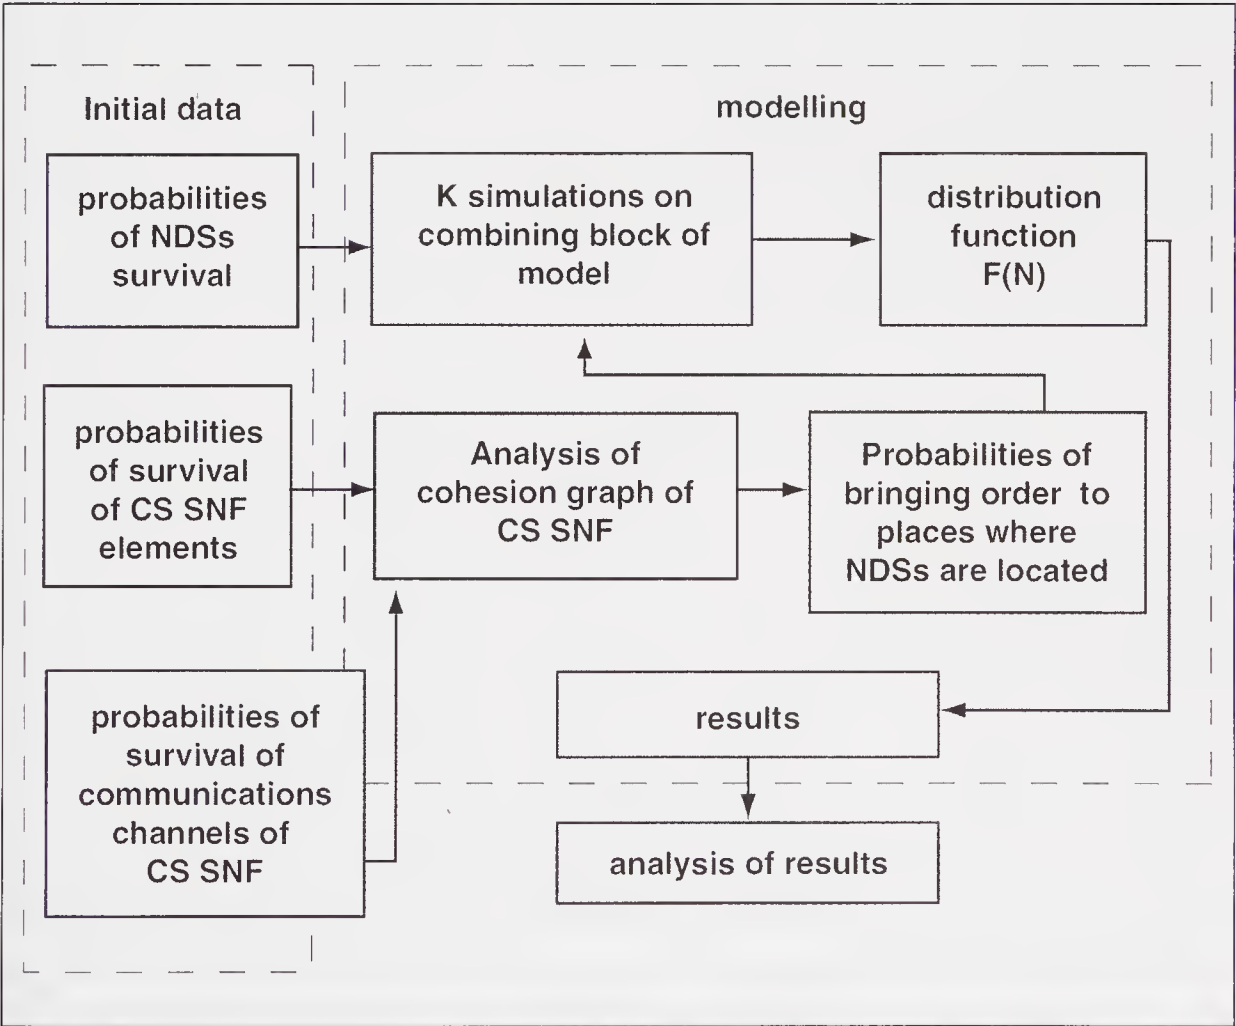 Initial data
probabilities
of NDSs
survival
probabilities
of survival
of CS SNF
elements
probabilities of
survival of
communications
channels of
CS SNF
modelling
K simulations on
combining block of
model
distribution
function
F(N)
Analysis of
cohesion graph of
CS SNF
Probabilities of
bringing order to
places where
NDSs are located
results
analysis of results